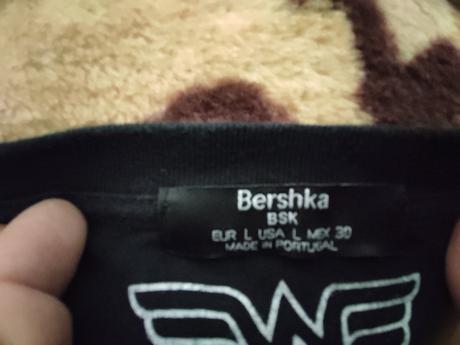 Bershka
BSK
EUR L USA L MEX 30
MADE IN PORTUGAL